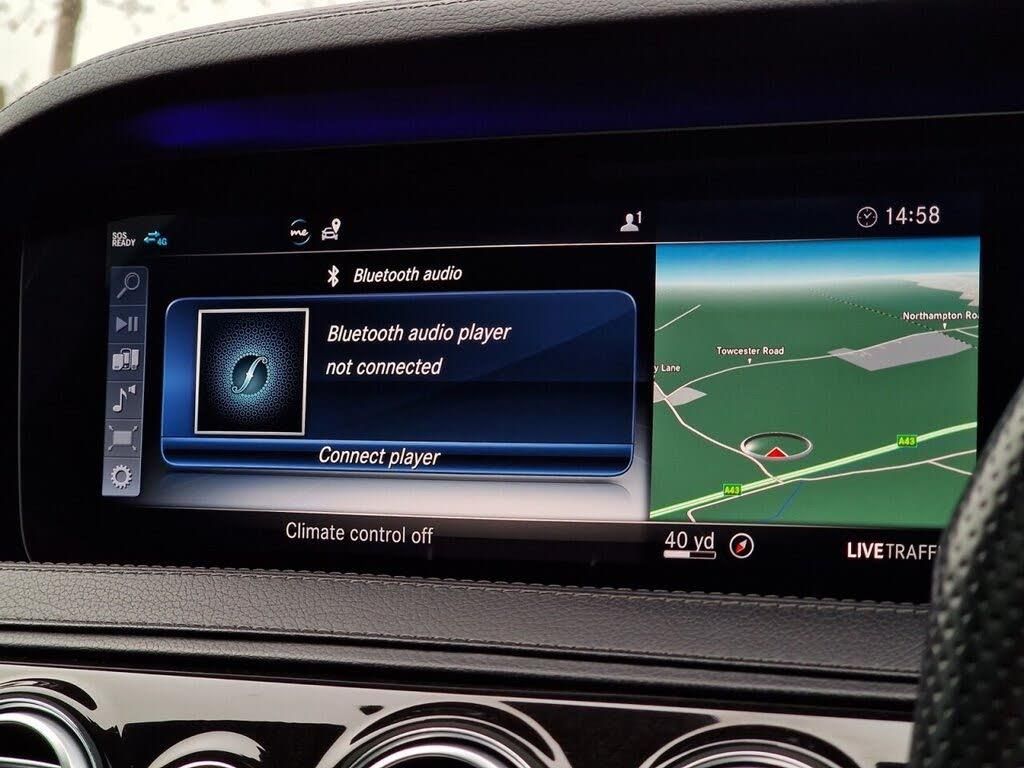 SOS
READY
4G
me
1
14:58
Bluetooth audio
Bluetooth audio player
not connected
Connect player
Northampton
Towcester Road
Lane
A43
A43
Climate control off
40 yd
LIVETRAFF